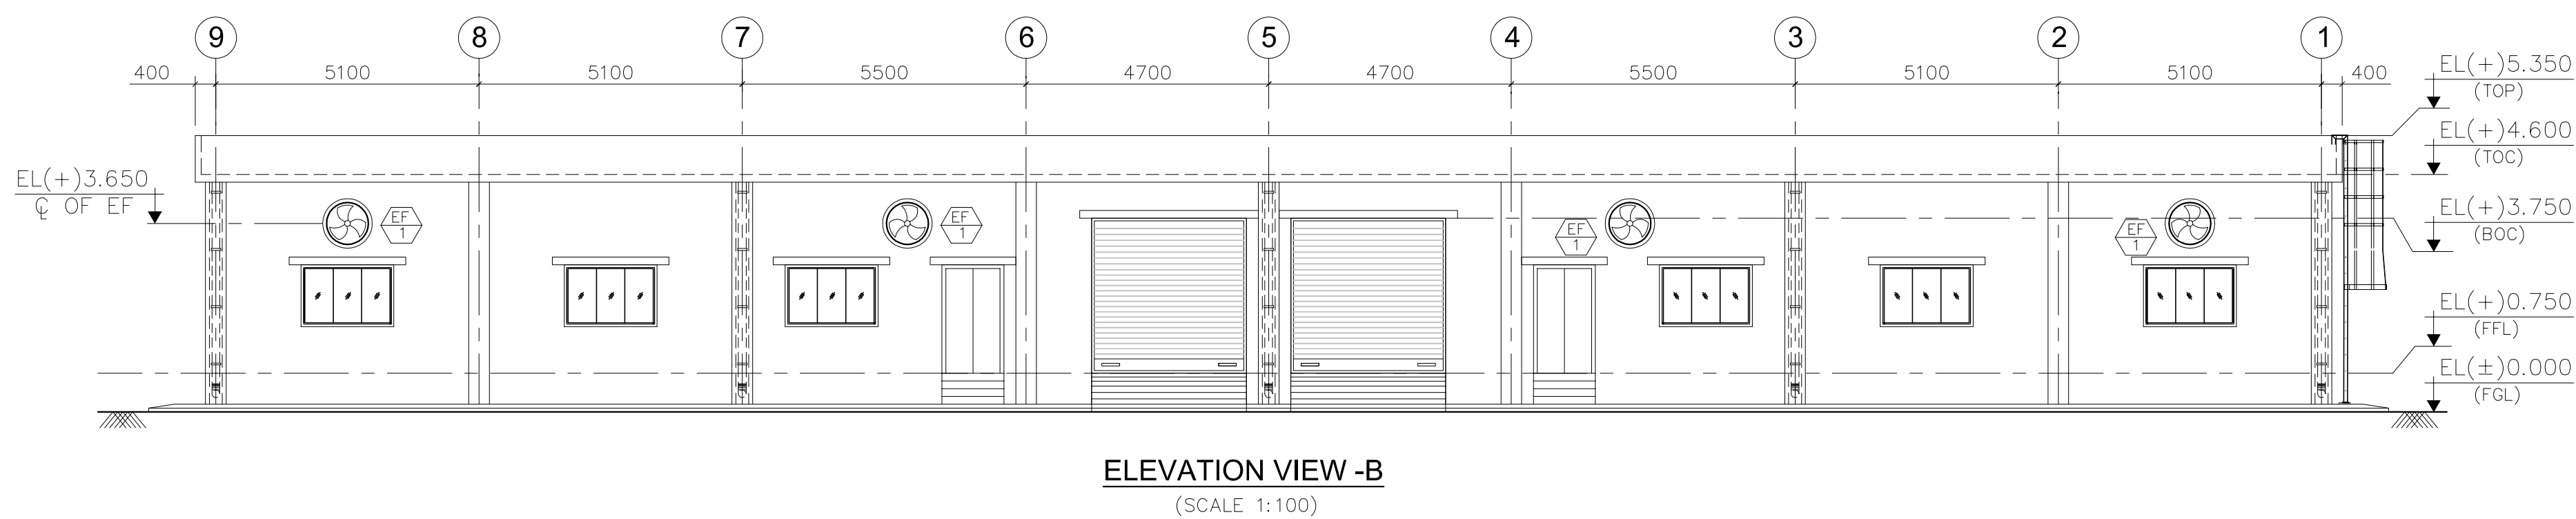 9 8 7 6 5 4 3 2 1
400 5100 5100 5500 4700 4700 5500 5100 5100 400
EL(+)5.350
(TOP)
EL(+)4.600
(TOC)
EL(+)3.650
℄ OF EF
EL(+)3.750
(BOC)
EF
1
EF
1
EF
1
EF
1
EL(+)0.750
(FFL)
EL(±)0.000
(FGL)
ELEVATION VIEW -B
(SCALE 1:100)